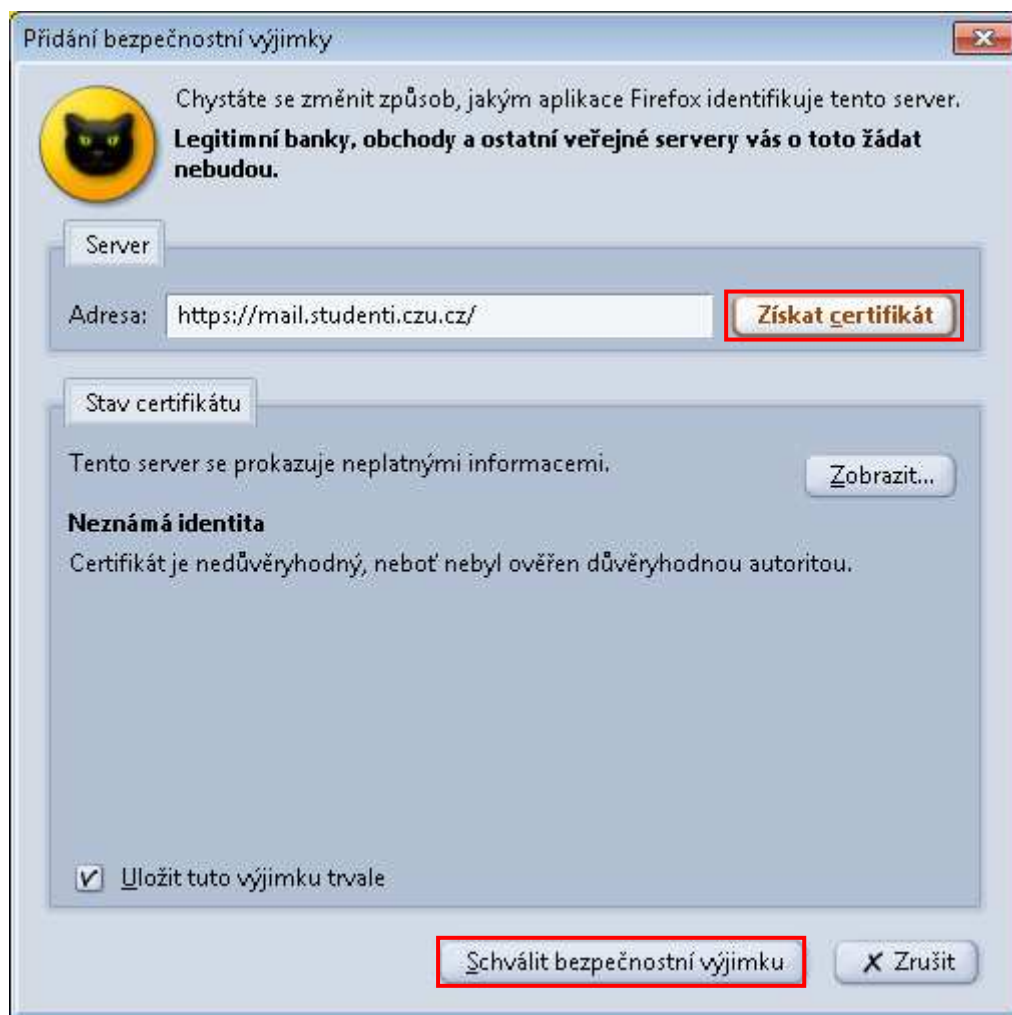 Přidání bezpečnostní výjimky
Chystáte se změnit způsob, jakým aplikace Firefox identifikuje tento server.
Legitimní banky, obchody a ostatní veřejné servery vás o toto žádat
nebudou.
Server
Adresa: https://mail.studenti.czu.cz/ Získat certifikát
Stav certifikátu
Tento server se prokazuje neplatnými informacemi. Zobrazit...
Neznámá identita
Certifikát je nedůvěryhodný, neboť nebyl ověřen důvěryhodnou autoritou.
Uložit tuto výjimku trvale
Schválit bezpečnostní výjimku Zrušit